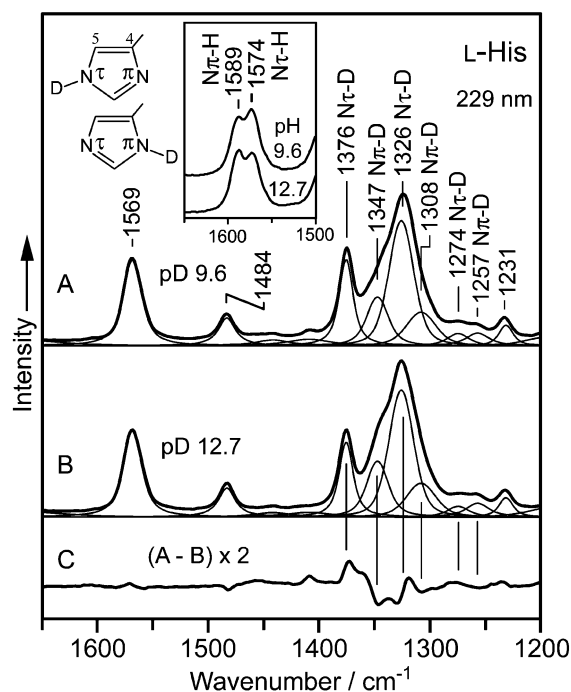 L-His
229 nm
5 4
Nτ πN
D
Nτ πN
D
Nπ-H
1589
1574
Nτ-H
pH
9.6
12.7
1600 1500
1376 Nτ-D
1347 Nπ-D
1326 Nτ-D
1308 Nπ-D
1274 Nτ-D
1257 Nπ-D
1231
1569
1484
A
pD 9.6
B
pD 12.7
C
(A - B) x 2
Intensity
1600 1500 1400 1300 1200
Wavenumber / cm⁻¹